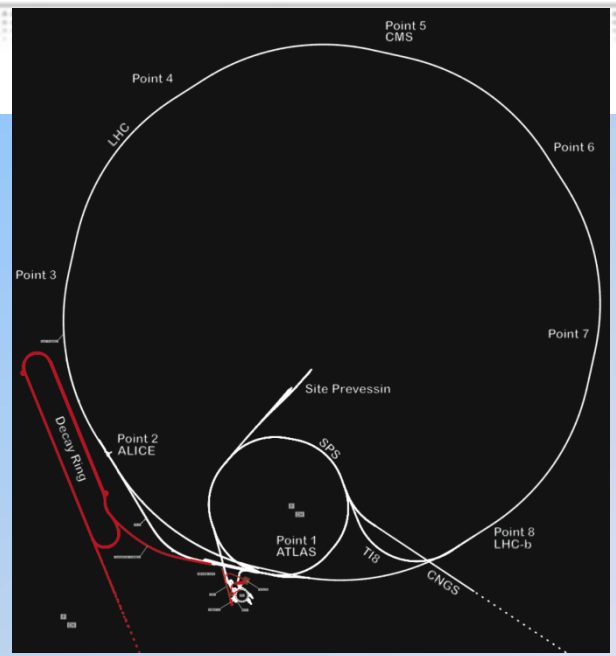 Point 5
CMS
Point 4
LHC
Point 6
Point 3
Point 7
Site Prevessin
Decay Ring
Point 2
ALICE
SPS
Point 1
ATLAS
TI8
Point 8
LHC-b
CNGS